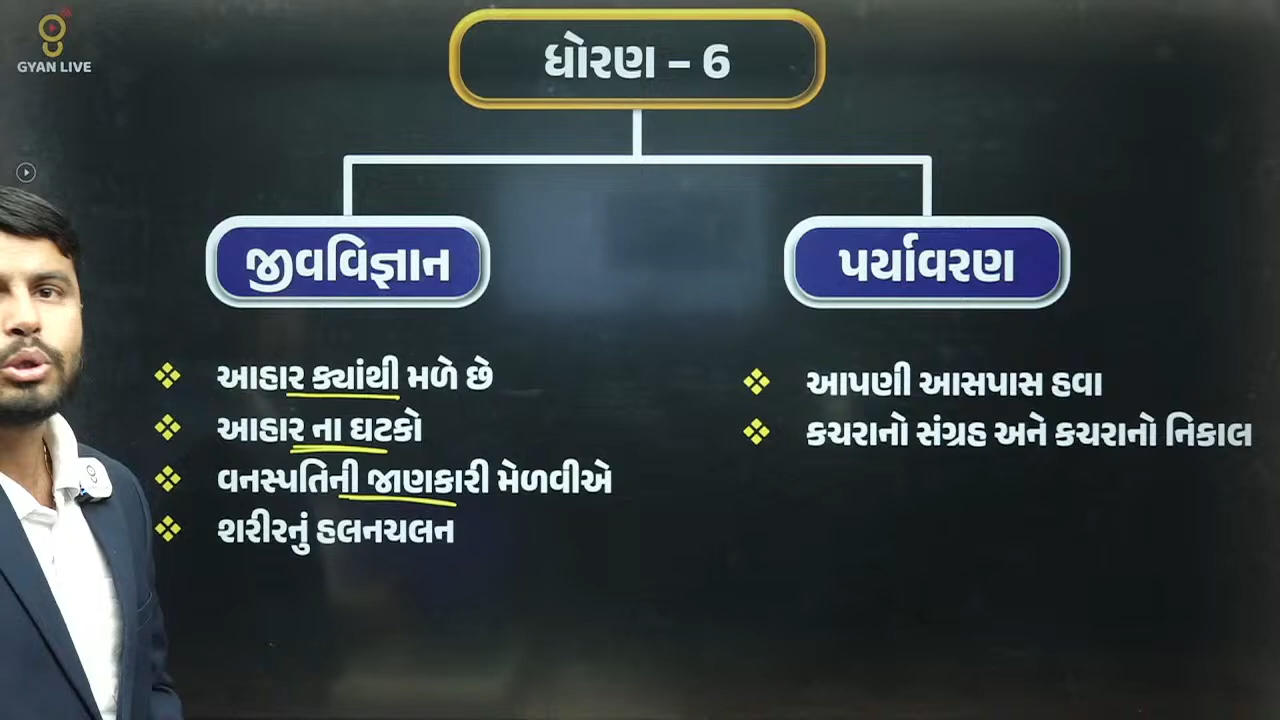 GYAN LIVE
ધોરણ – 6
જીવવિજ્ઞાન
પર્યાવરણ
આહાર ક્યાંથી મળે છે
આહાર ના ઘટકો
વનસ્પતિની જાણકારી મેળવીએ
શરીરનું હલનચલન
આપણી આસપાસ હવા
કચરાનો સંગ્રહ અને કચરાનો નિકાલ